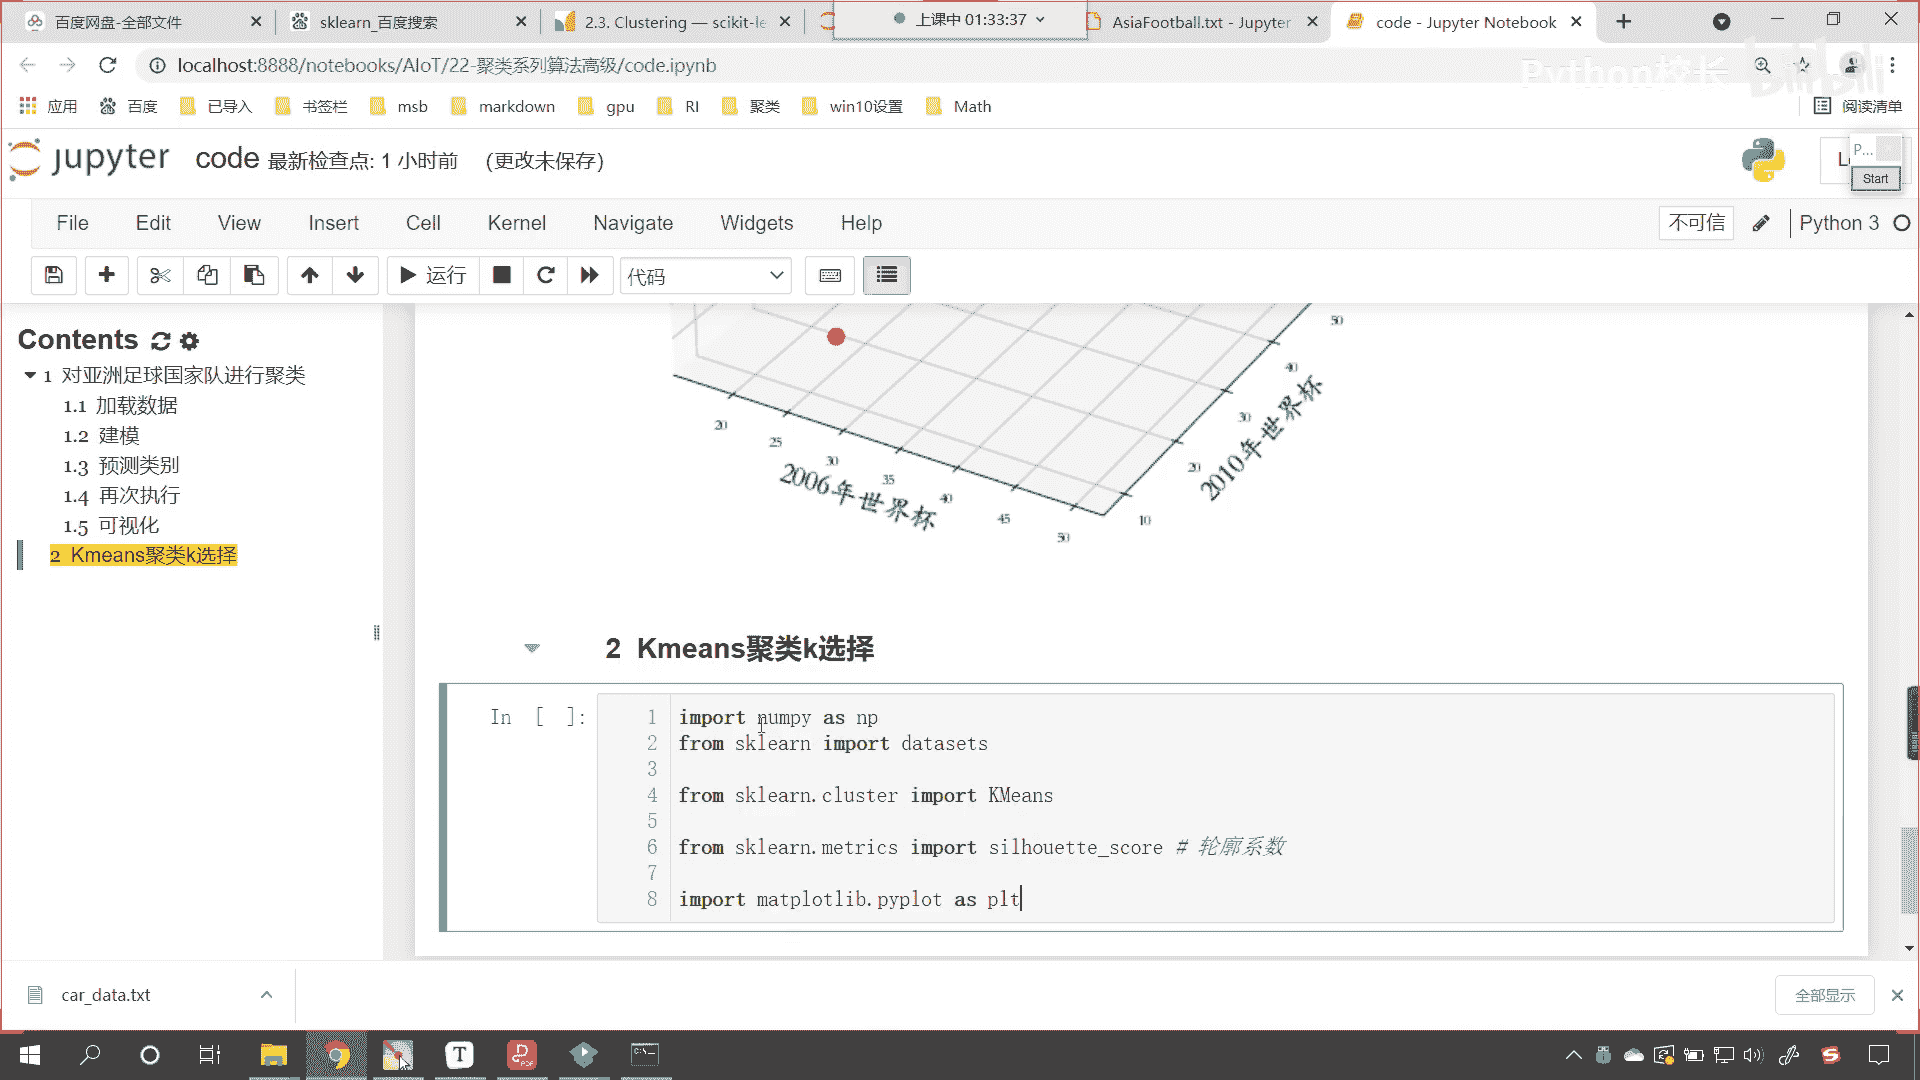 百度网盘-全部文件
sklearn_百度搜索
2.3. Clustering — scikit-le
上课中 01:33:37
AsiaFootball.txt - Jupyter
code - Jupyter Notebook
localhost:8888/notebooks/AIoT/22-聚类系列算法高级/code.ipynb
Python校长
bilibili
应用
百度
已导入
书签栏
msb
markdown
gpu
RI
聚类
win10设置
Math
阅读清单
jupyter
code 最新检查点: 1 小时前 (更改未保存)
P...
Start
File
Edit
View
Insert
Cell
Kernel
Navigate
Widgets
Help
不可信
Python 3
运行
代码
Contents
1 对亚洲足球国家队进行聚类
1.1 加载数据
1.2 建模
1.3 预测类别
1.4 再次执行
1.5 可视化
2 Kmeans聚类k选择
20
25
30
35
40
45
50
2006年世界杯
10
20
30
40
50
2010年世界杯
2 Kmeans聚类k选择
In [ ]:
1 import numpy as np
2 from sklearn import datasets
3
4 from sklearn.cluster import KMeans
5
6 from sklearn.metrics import silhouette_score # 轮廓系数
7
8 import matplotlib.pyplot as plt
car_data.txt
全部显示